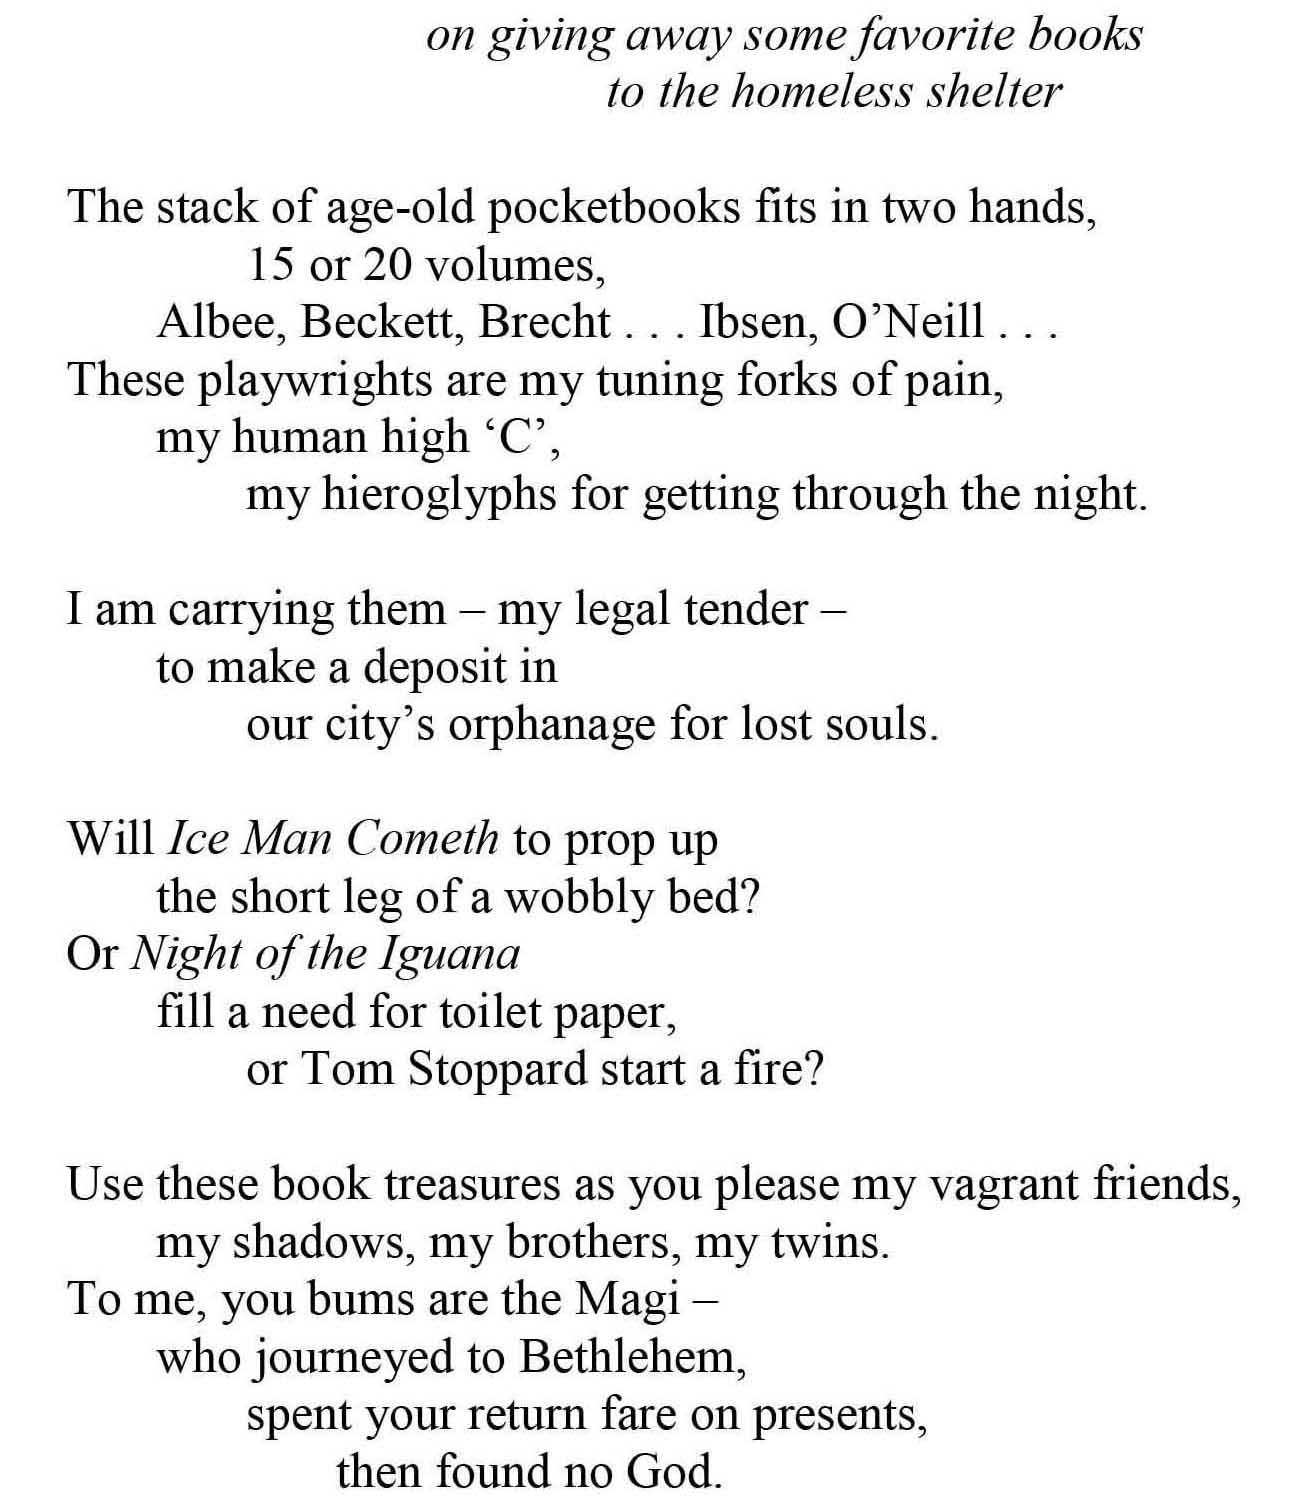 on giving away some favorite books
to the homeless shelter
The stack of age-old pocketbooks fits in two hands,
15 or 20 volumes,
Albee, Beckett, Brecht . . . Ibsen, O’Neill . . .
These playwrights are my tuning forks of pain,
my human high ‘C’,
my hieroglyphs for getting through the night.
I am carrying them – my legal tender –
to make a deposit in
our city’s orphanage for lost souls.
Will Ice Man Cometh to prop up
the short leg of a wobbly bed?
Or Night of the Iguana
fill a need for toilet paper,
or Tom Stoppard start a fire?
Use these book treasures as you please my vagrant friends,
my shadows, my brothers, my twins.
To me, you bums are the Magi –
who journeyed to Bethlehem,
spent your return fare on presents,
then found no God.